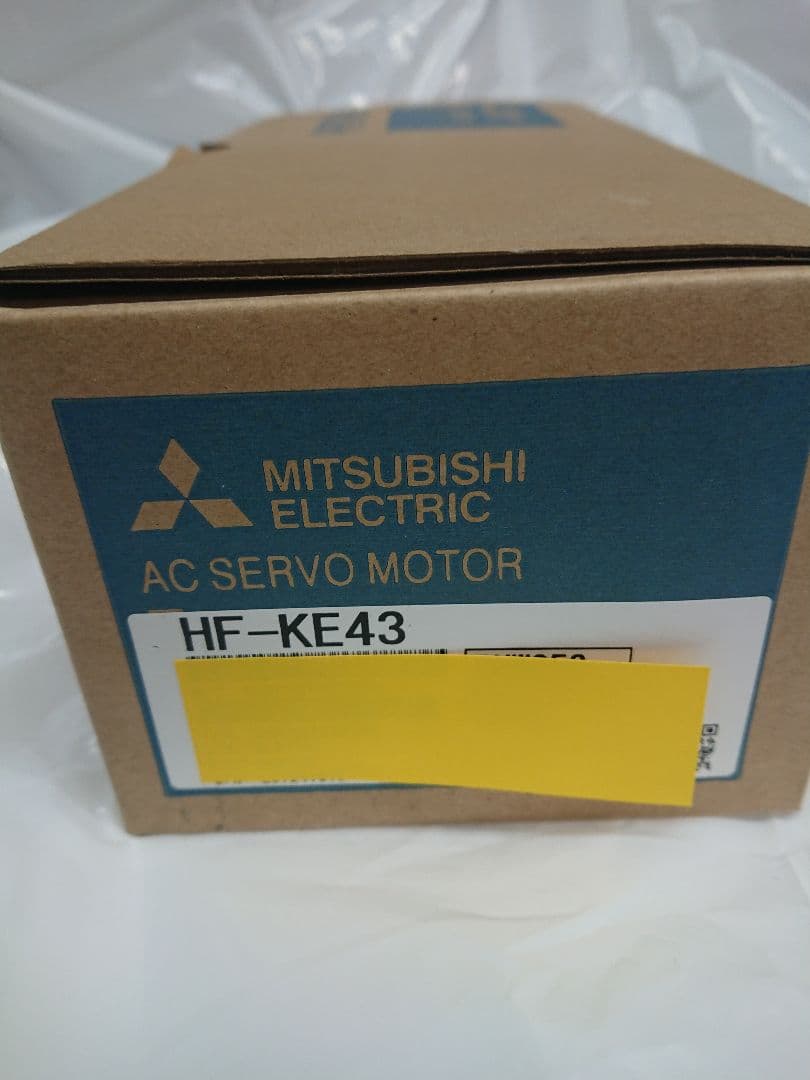 MITSUBISHI
ELECTRIC
AC SERVO MOTOR
HF-KE43